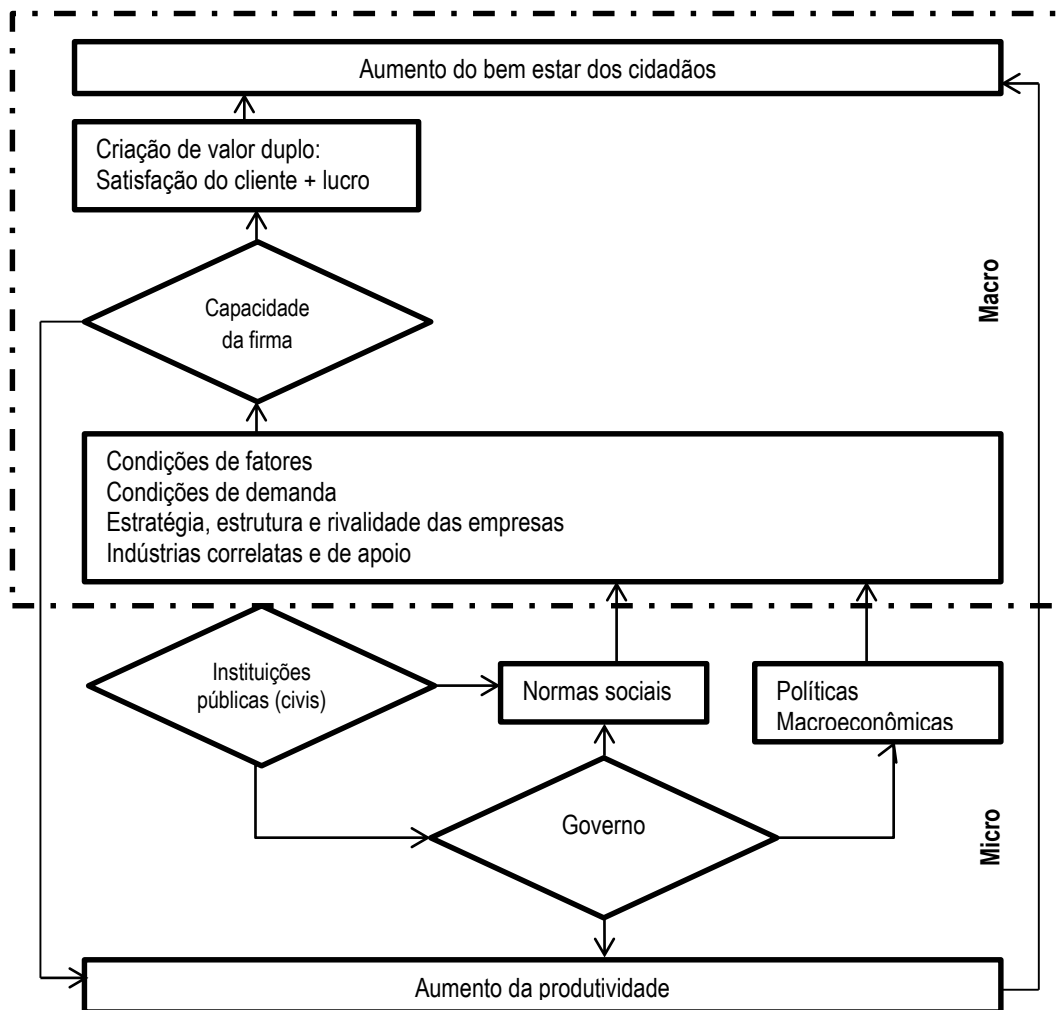 Aumento do bem estar dos cidadãos
Criação de valor duplo:
Satisfação do cliente + lucro
Capacidade
da firma
Macro
Condições de fatores
Condições de demanda
Estratégia, estrutura e rivalidade das empresas
Indústrias correlatas e de apoio
Instituições
públicas (civis)
Normas sociais
Políticas
Macroeconômicas
Governo
Micro
Aumento da produtividade